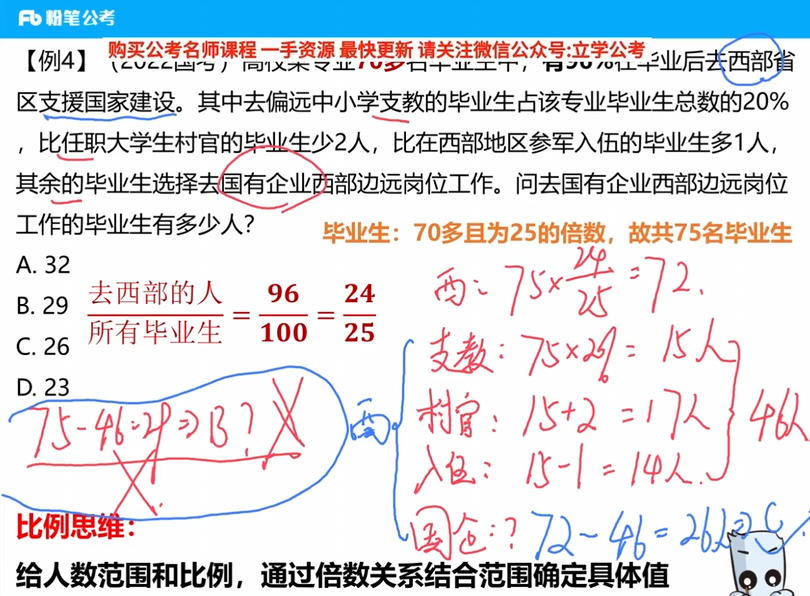 粉笔公考
购买公考名师课程 一手资源 最快更新 请关注微信公众号:立学公考
【例4】（2022国考）高校某专业70多名毕业生中，有96%在毕业后去西部省
区支援国家建设。其中去偏远中小学支教的毕业生占该专业毕业生总数的20%
，比任职大学生村官的毕业生少2人，比在西部地区参军入伍的毕业生多1人，
其余的毕业生选择去国有企业西部边远岗位工作。问去国有企业西部边远岗位
工作的毕业生有多少人？
毕业生：70多且为25的倍数，故共75名毕业生
A. 32
B. 29
C. 26
D. 23
去西部的人/所有毕业生 = 96/100 = 24/25
西：75×24/25=72.
支教：75×20%=15人
村官：15+2=17人
入伍：15-1=14人.
46人
西
国企：？72-46=26人⇒C
75-46=29⇒B？
比例思维：
给人数范围和比例，通过倍数关系结合范围确定具体值